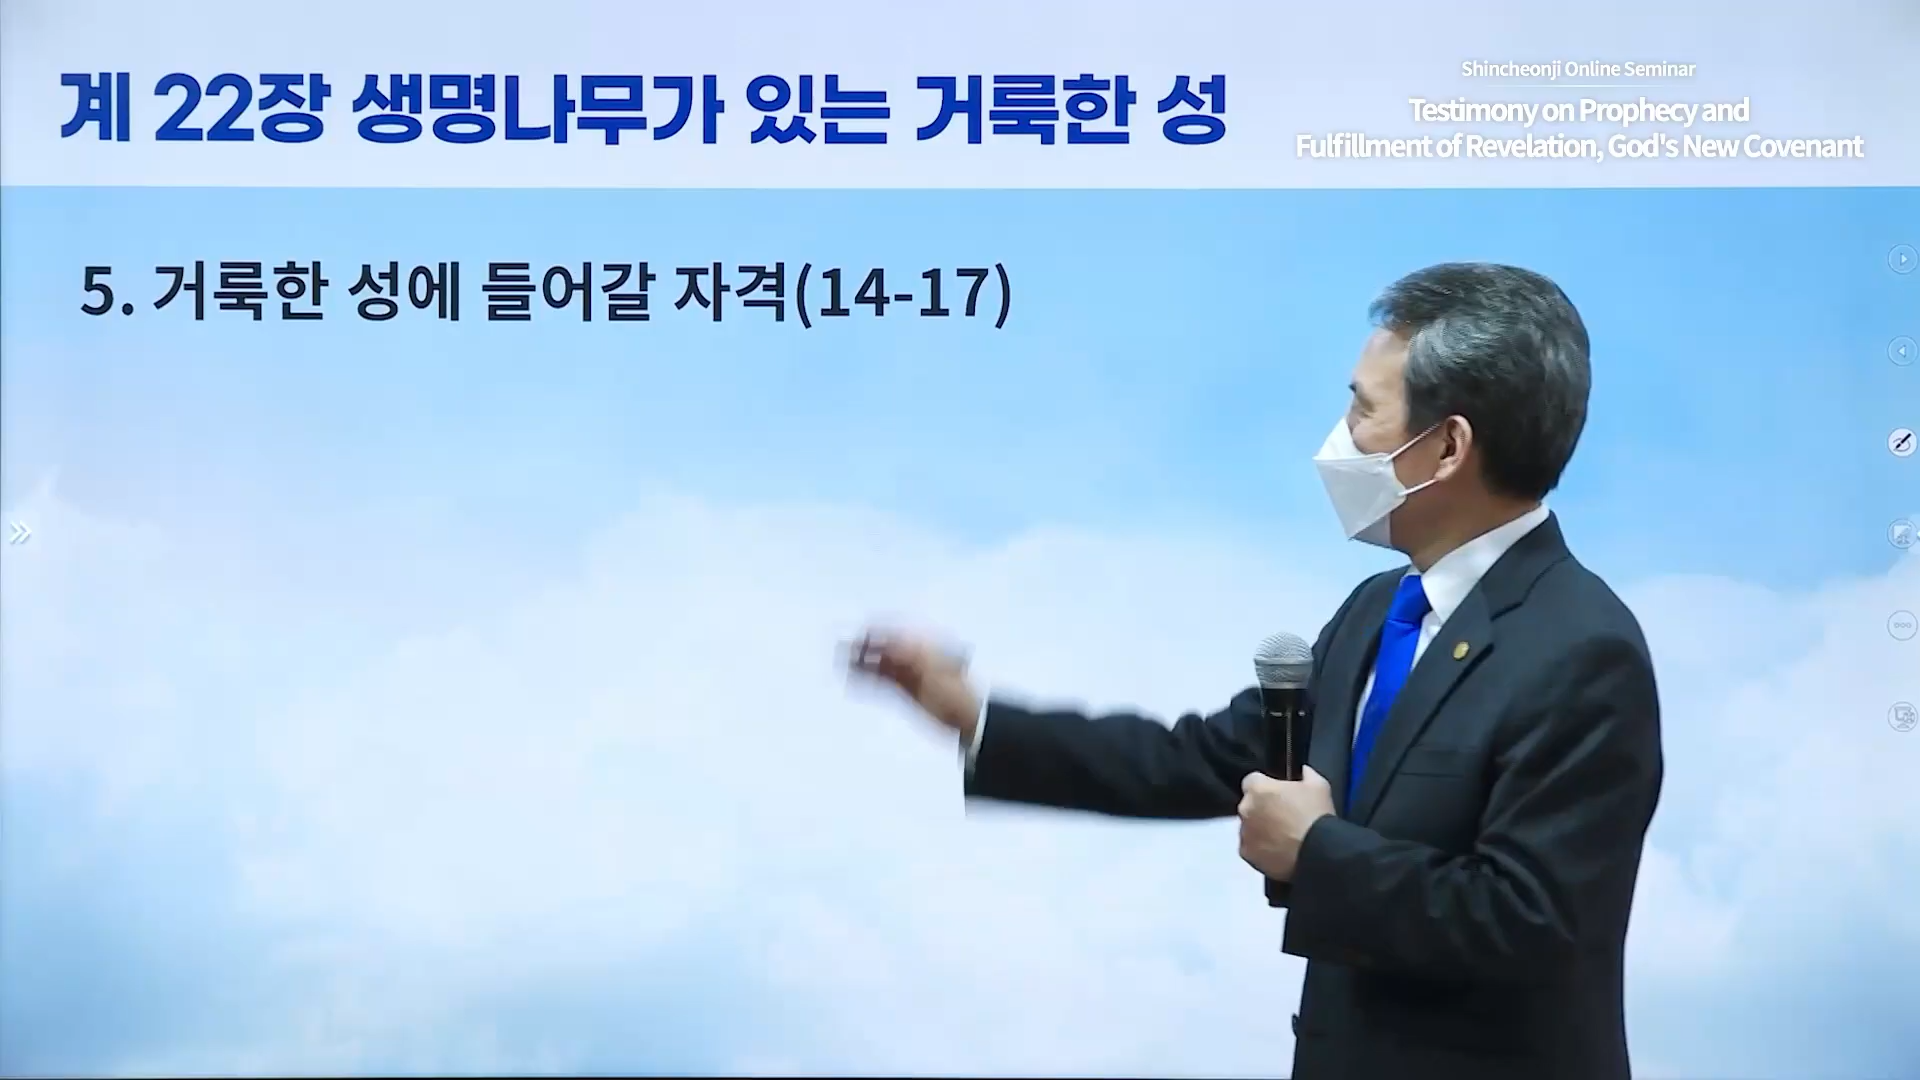 계 22장 생명나무가 있는 거룩한 성
Shincheonji Online Seminar
Testimony on Prophecy and
Fulfillment of Revelation, God's New Covenant
5. 거룩한 성에 들어갈 자격(14-17)